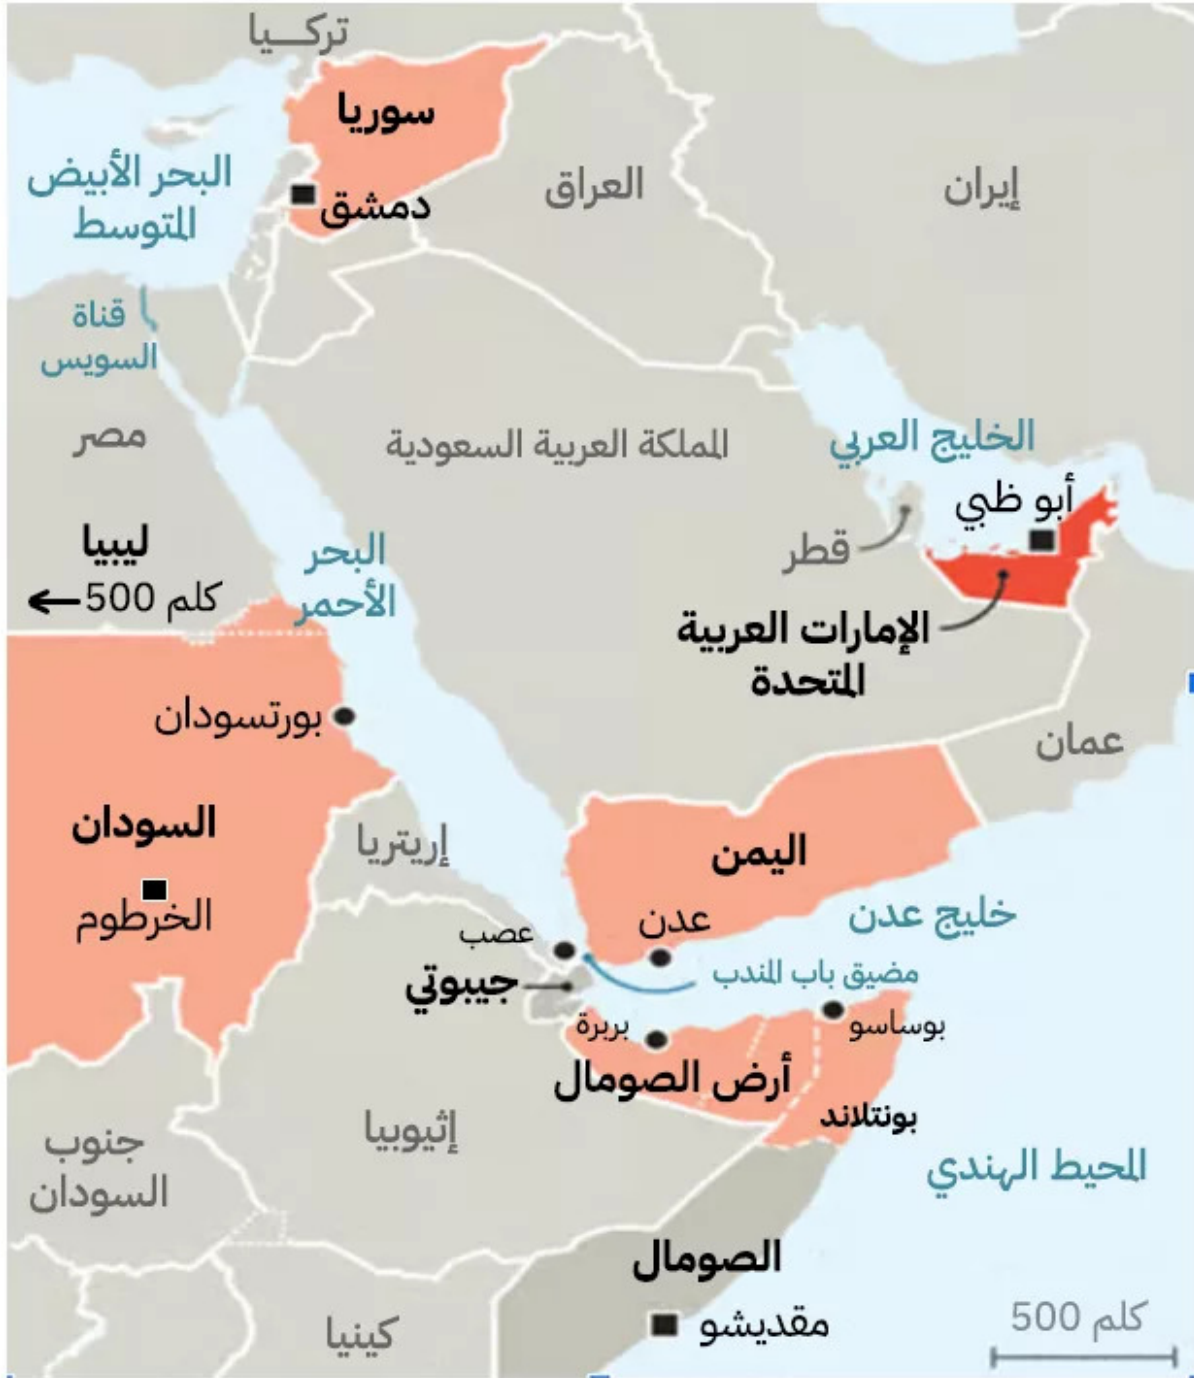 تركيا
سوريا
دمشق
البحر الأبيض
المتوسط
العراق
إيران
قناة
السويس
مصر
المملكة العربية السعودية
الخليج العربي
أبو ظبي
قطر
ليبيا
500 كلم
البحر
الأحمر
الإمارات العربية
المتحدة
بورتسودان
عمان
السودان
إريتريا
اليمن
الخرطوم
عصب
عدن
خليج عدن
جيبوتي
مضيق باب المندب
بربرة
بوساسو
أرض الصومال
بونتلاند
إثيوبيا
جنوب
السودان
المحيط الهندي
الصومال
مقديشو
كينيا
500 كلم